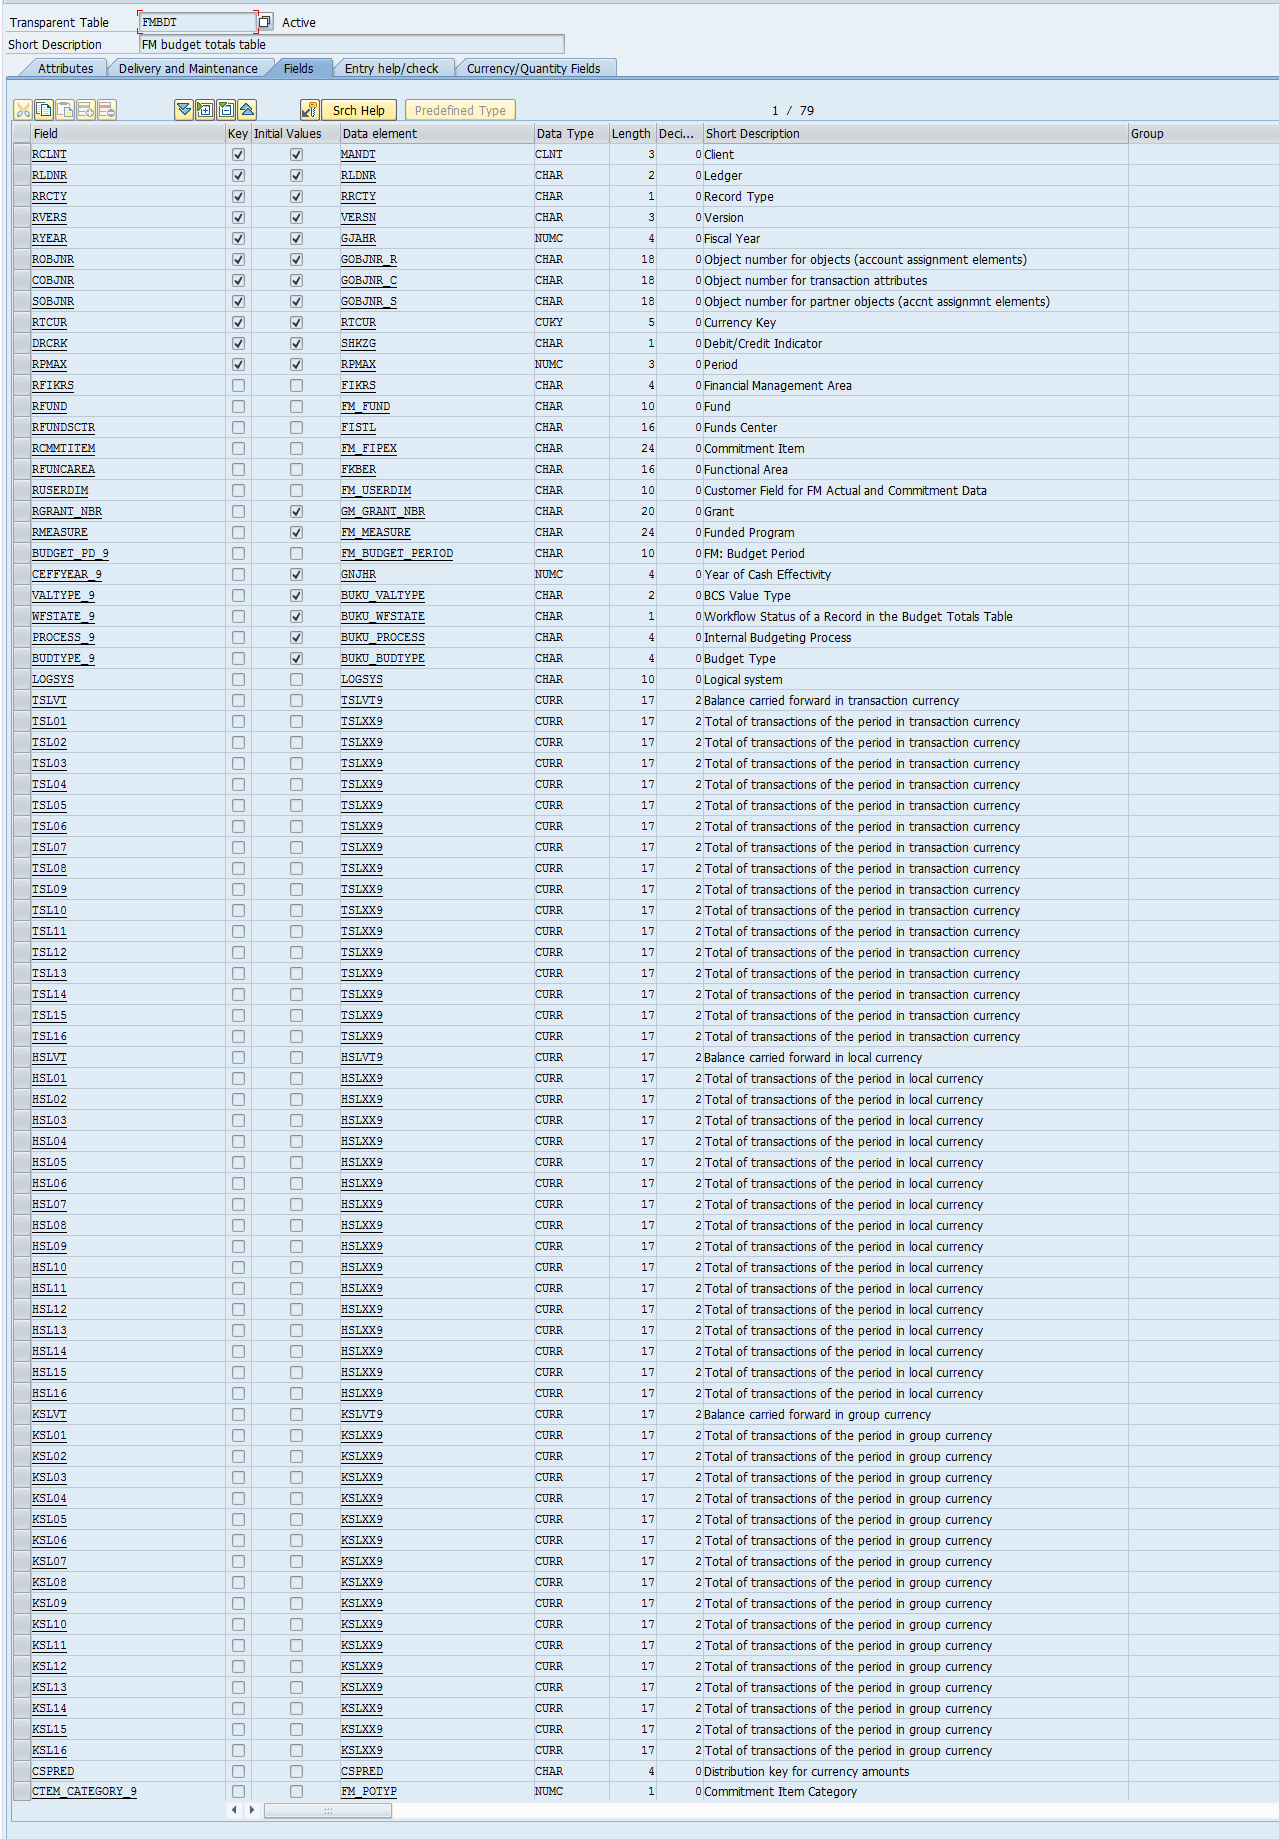 Transparent Table FMBDT Active
Short Description FM budget totals table
Attributes Delivery and Maintenance Fields Entry help/check Currency/Quantity Fields
Srch Help Predefined Type 1 / 79
Field Key Initial Values Data element Data Type Length Deci... Short Description Group
RCLNT MANDT CLNT 3 0 Client
RLDNR RLDNR CHAR 2 0 Ledger
RRCTY RRCTY CHAR 1 0 Record Type
RVERS VERSN CHAR 3 0 Version
RYEAR GJAHR NUMC 4 0 Fiscal Year
ROBJNR GOBJNR_R CHAR 18 0 Object number for objects (account assignment elements)
COBJNR GOBJNR_C CHAR 18 0 Object number for transaction attributes
SOBJNR GOBJNR_S CHAR 18 0 Object number for partner objects (accnt assignmnt elements)
RTCUR RTCUR CUKY 5 0 Currency Key
DRCRK SHKZG CHAR 1 0 Debit/Credit Indicator
RPMAX RPMAX NUMC 3 0 Period
RFIKRS FIKRS CHAR 4 0 Financial Management Area
RFUND FM_FUND CHAR 10 0 Fund
RFUNDSCTR FISTL CHAR 16 0 Funds Center
RCMMTITEM FM_FIPEX CHAR 24 0 Commitment Item
RFUNCAREA FKBER CHAR 16 0 Functional Area
RUSERDIM FM_USERDIM CHAR 10 0 Customer Field for FM Actual and Commitment Data
RGRANT_NBR GM_GRANT_NBR CHAR 20 0 Grant
RMEASURE FM_MEASURE CHAR 24 0 Funded Program
BUDGET_PD_9 FM_BUDGET_PERIOD CHAR 10 0 FM: Budget Period
CEFFYEAR_9 GNJHR NUMC 4 0 Year of Cash Effectivity
VALTYPE_9 BUKU_VALTYPE CHAR 2 0 BCS Value Type
WFSTATE_9 BUKU_WFSTATE CHAR 1 0 Workflow Status of a Record in the Budget Totals Table
PROCESS_9 BUKU_PROCESS CHAR 4 0 Internal Budgeting Process
BUDTYPE_9 BUKU_BUDTYPE CHAR 4 0 Budget Type
LOGSYS LOGSYS CHAR 10 0 Logical system
TSLVT TSLVT9 CURR 17 2 Balance carried forward in transaction currency
TSL01 TSLXX9 CURR 17 2 Total of transactions of the period in transaction currency
TSL02 TSLXX9 CURR 17 2 Total of transactions of the period in transaction currency
TSL03 TSLXX9 CURR 17 2 Total of transactions of the period in transaction currency
TSL04 TSLXX9 CURR 17 2 Total of transactions of the period in transaction currency
TSL05 TSLXX9 CURR 17 2 Total of transactions of the period in transaction currency
TSL06 TSLXX9 CURR 17 2 Total of transactions of the period in transaction currency
TSL07 TSLXX9 CURR 17 2 Total of transactions of the period in transaction currency
TSL08 TSLXX9 CURR 17 2 Total of transactions of the period in transaction currency
TSL09 TSLXX9 CURR 17 2 Total of transactions of the period in transaction currency
TSL10 TSLXX9 CURR 17 2 Total of transactions of the period in transaction currency
TSL11 TSLXX9 CURR 17 2 Total of transactions of the period in transaction currency
TSL12 TSLXX9 CURR 17 2 Total of transactions of the period in transaction currency
TSL13 TSLXX9 CURR 17 2 Total of transactions of the period in transaction currency
TSL14 TSLXX9 CURR 17 2 Total of transactions of the period in transaction currency
TSL15 TSLXX9 CURR 17 2 Total of transactions of the period in transaction currency
TSL16 TSLXX9 CURR 17 2 Total of transactions of the period in transaction currency
HSLVT HSLVT9 CURR 17 2 Balance carried forward in local currency
HSL01 HSLXX9 CURR 17 2 Total of transactions of the period in local currency
HSL02 HSLXX9 CURR 17 2 Total of transactions of the period in local currency
HSL03 HSLXX9 CURR 17 2 Total of transactions of the period in local currency
HSL04 HSLXX9 CURR 17 2 Total of transactions of the period in local currency
HSL05 HSLXX9 CURR 17 2 Total of transactions of the period in local currency
HSL06 HSLXX9 CURR 17 2 Total of transactions of the period in local currency
HSL07 HSLXX9 CURR 17 2 Total of transactions of the period in local currency
HSL08 HSLXX9 CURR 17 2 Total of transactions of the period in local currency
HSL09 HSLXX9 CURR 17 2 Total of transactions of the period in local currency
HSL10 HSLXX9 CURR 17 2 Total of transactions of the period in local currency
HSL11 HSLXX9 CURR 17 2 Total of transactions of the period in local currency
HSL12 HSLXX9 CURR 17 2 Total of transactions of the period in local currency
HSL13 HSLXX9 CURR 17 2 Total of transactions of the period in local currency
HSL14 HSLXX9 CURR 17 2 Total of transactions of the period in local currency
HSL15 HSLXX9 CURR 17 2 Total of transactions of the period in local currency
HSL16 HSLXX9 CURR 17 2 Total of transactions of the period in local currency
KSLVT KSLVT9 CURR 17 2 Balance carried forward in group currency
KSL01 KSLXX9 CURR 17 2 Total of transactions of the period in group currency
KSL02 KSLXX9 CURR 17 2 Total of transactions of the period in group currency
KSL03 KSLXX9 CURR 17 2 Total of transactions of the period in group currency
KSL04 KSLXX9 CURR 17 2 Total of transactions of the period in group currency
KSL05 KSLXX9 CURR 17 2 Total of transactions of the period in group currency
KSL06 KSLXX9 CURR 17 2 Total of transactions of the period in group currency
KSL07 KSLXX9 CURR 17 2 Total of transactions of the period in group currency
KSL08 KSLXX9 CURR 17 2 Total of transactions of the period in group currency
KSL09 KSLXX9 CURR 17 2 Total of transactions of the period in group currency
KSL10 KSLXX9 CURR 17 2 Total of transactions of the period in group currency
KSL11 KSLXX9 CURR 17 2 Total of transactions of the period in group currency
KSL12 KSLXX9 CURR 17 2 Total of transactions of the period in group currency
KSL13 KSLXX9 CURR 17 2 Total of transactions of the period in group currency
KSL14 KSLXX9 CURR 17 2 Total of transactions of the period in group currency
KSL15 KSLXX9 CURR 17 2 Total of transactions of the period in group currency
KSL16 KSLXX9 CURR 17 2 Total of transactions of the period in group currency
CSPRED CSPRED CHAR 4 0 Distribution key for currency amounts
CTEM_CATEGORY_9 FM_POTYP NUMC 1 0 Commitment Item Category